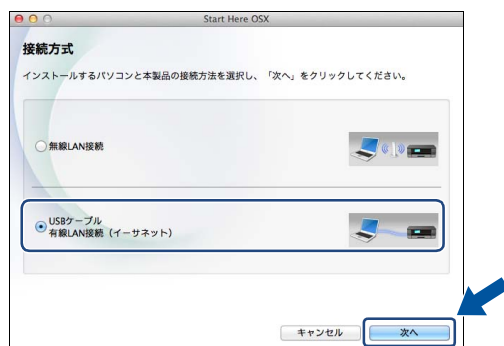 Start Here OSX
接続方式
インストールするパソコンと本製品の接続方法を選択し、「次へ」をクリックしてください。
無線LAN接続
USBケーブル
有線LAN接続（イーサネット）
キャンセル
次へ